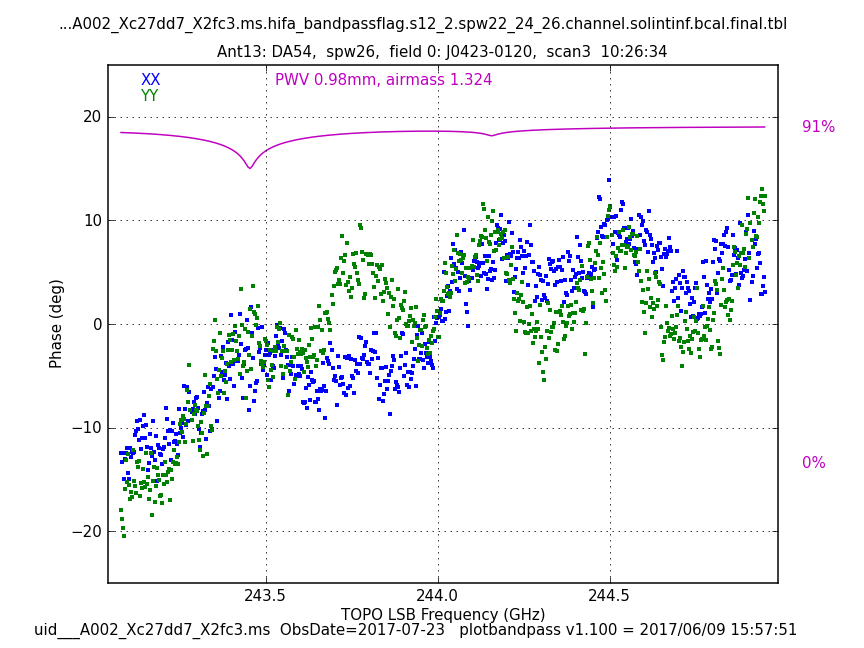 ...A002_Xc27dd7_X2fc3.ms.hifa_bandpassflag.s12_2.spw22_24_26.channel.solintinf.bcal.final.tbl
Ant13: DA54,  spw26,  field 0: J0423-0120,  scan3  10:26:34
XX
PWV 0.98mm, airmass 1.324
YY
20
91%
10
0
−10
0%
−20
Phase (deg)
243.5
244.0
244.5
TOPO LSB Frequency (GHz)
uid___A002_Xc27dd7_X2fc3.ms  ObsDate=2017-07-23   plotbandpass v1.100 = 2017/06/09 15:57:51